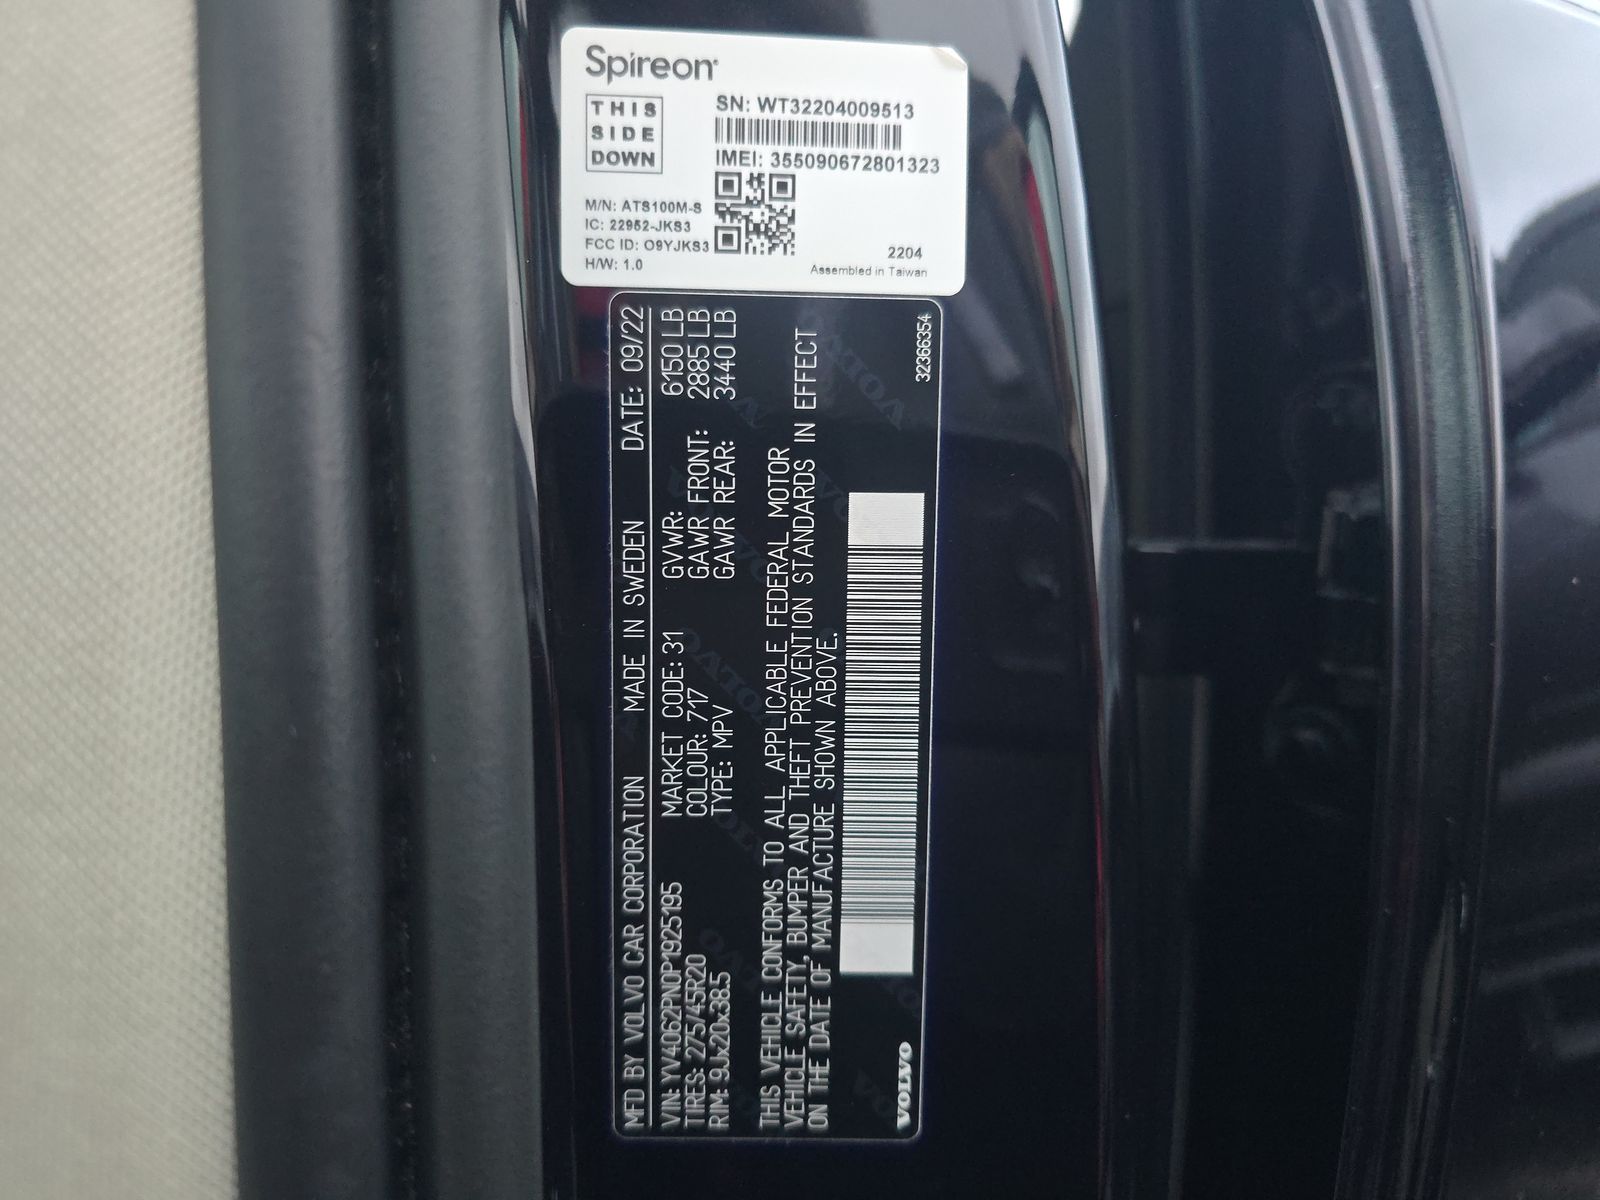 Spireon
THIS
SIDE
DOWN
SN: WT32204009513
IMEI: 355090672801323
M/N: ATS100M-S
IC: 22952-JKS3
FCC ID: O9YJKS3
H/W: 1.0
2204
Assembled in Taiwan
MFD BY VOLVO CAR CORPORATION MADE IN SWEDEN DATE: 09/22
VIN: YV4062PN0P1925195 MARKET CODE: 31 GVWR: 6150 LB
TIRES: 275/45R20 COLOUR: 717 GAWR FRONT: 2885 LB
RIM: 9Jx20x38.5 TYPE: MPV GAWR REAR: 3440 LB
THIS VEHICLE CONFORMS TO ALL APPLICABLE FEDERAL MOTOR
VEHICLE SAFETY, BUMPER AND THEFT PREVENTION STANDARDS IN EFFECT
ON THE DATE OF MANUFACTURE SHOWN ABOVE.
VOLVO
32366354